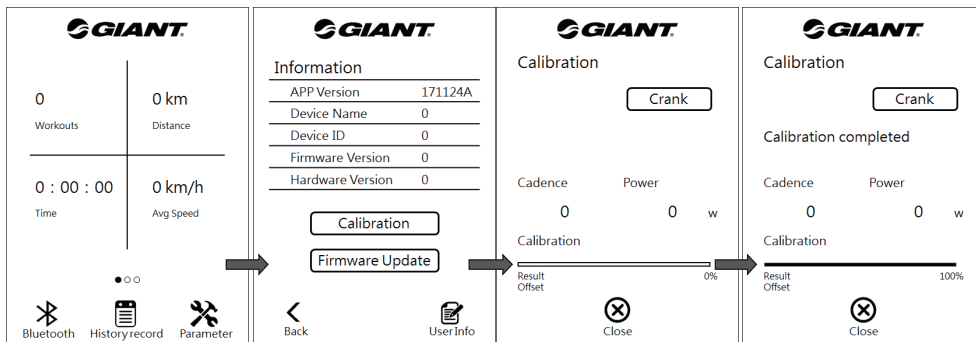 GIANT
0
0 km
Workouts
Distance
0 : 00 : 00
0 km/h
Time
Avg Speed
Bluetooth
History record
Parameter
GIANT
Information
APP Version 171124A
Device Name 0
Device ID 0
Firmware Version 0
Hardware Version 0
Calibration
Firmware Update
Back
User Info
GIANT
Calibration
Crank
Cadence Power
0 0 w
Calibration
Result 0%
Offset
Close
GIANT
Calibration
Crank
Calibration completed
Cadence Power
0 0 w
Calibration
Result 100%
Offset
Close